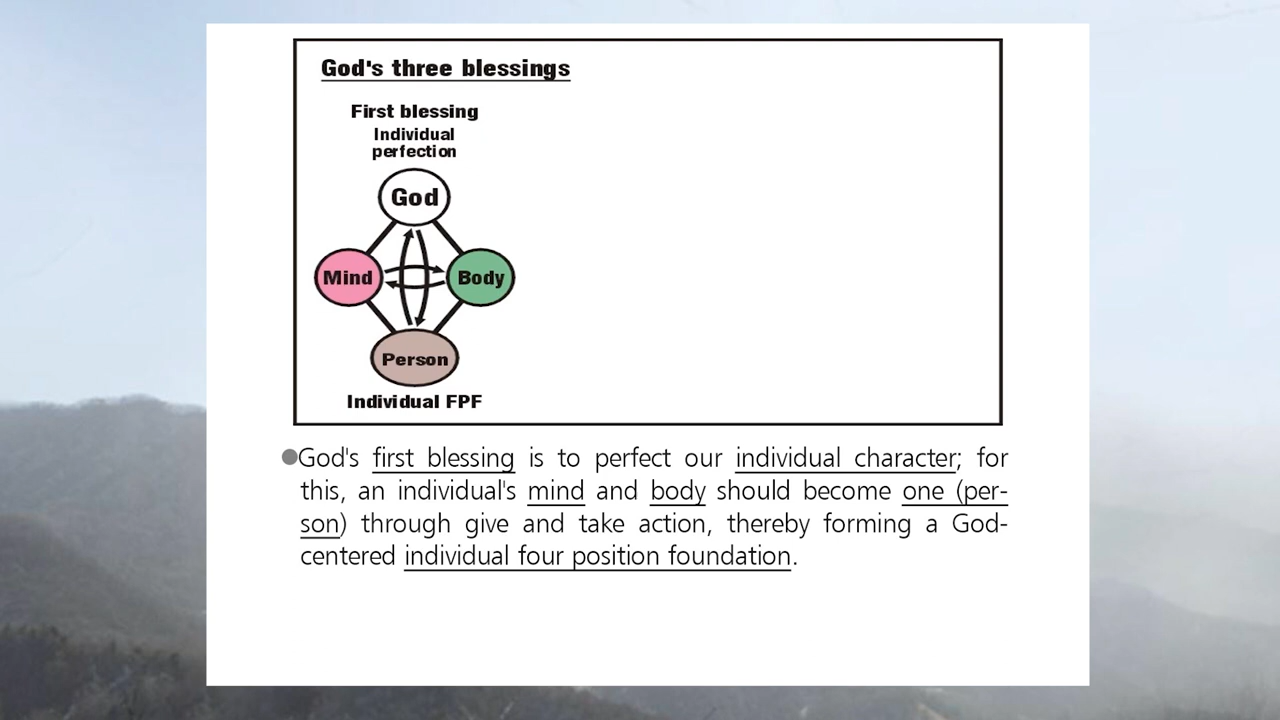 God's three blessings
First blessing
Individual
perfection
God
Mind
Body
Person
Individual FPF
●God's first blessing is to perfect our individual character; for
this, an individual's mind and body should become one (per-
son) through give and take action, thereby forming a God-
centered individual four position foundation.